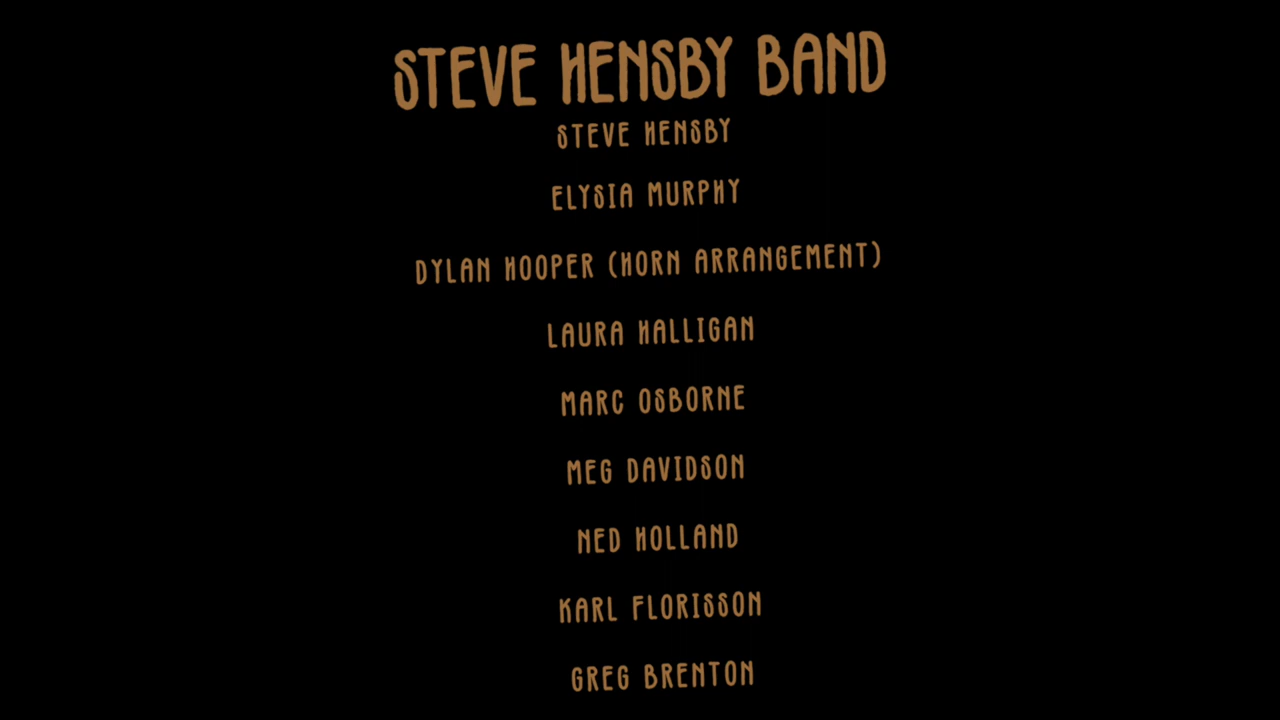 STEVE HENSBY BAND
STEVE HENSBY
ELYSIA MURPHY
DYLAN HOOPER (HORN ARRANGEMENT)
LAURA HALLIGAN
MARC OSBORNE
MEG DAVIDSON
NED HOLLAND
KARL FLORISSON
GREG BRENTON